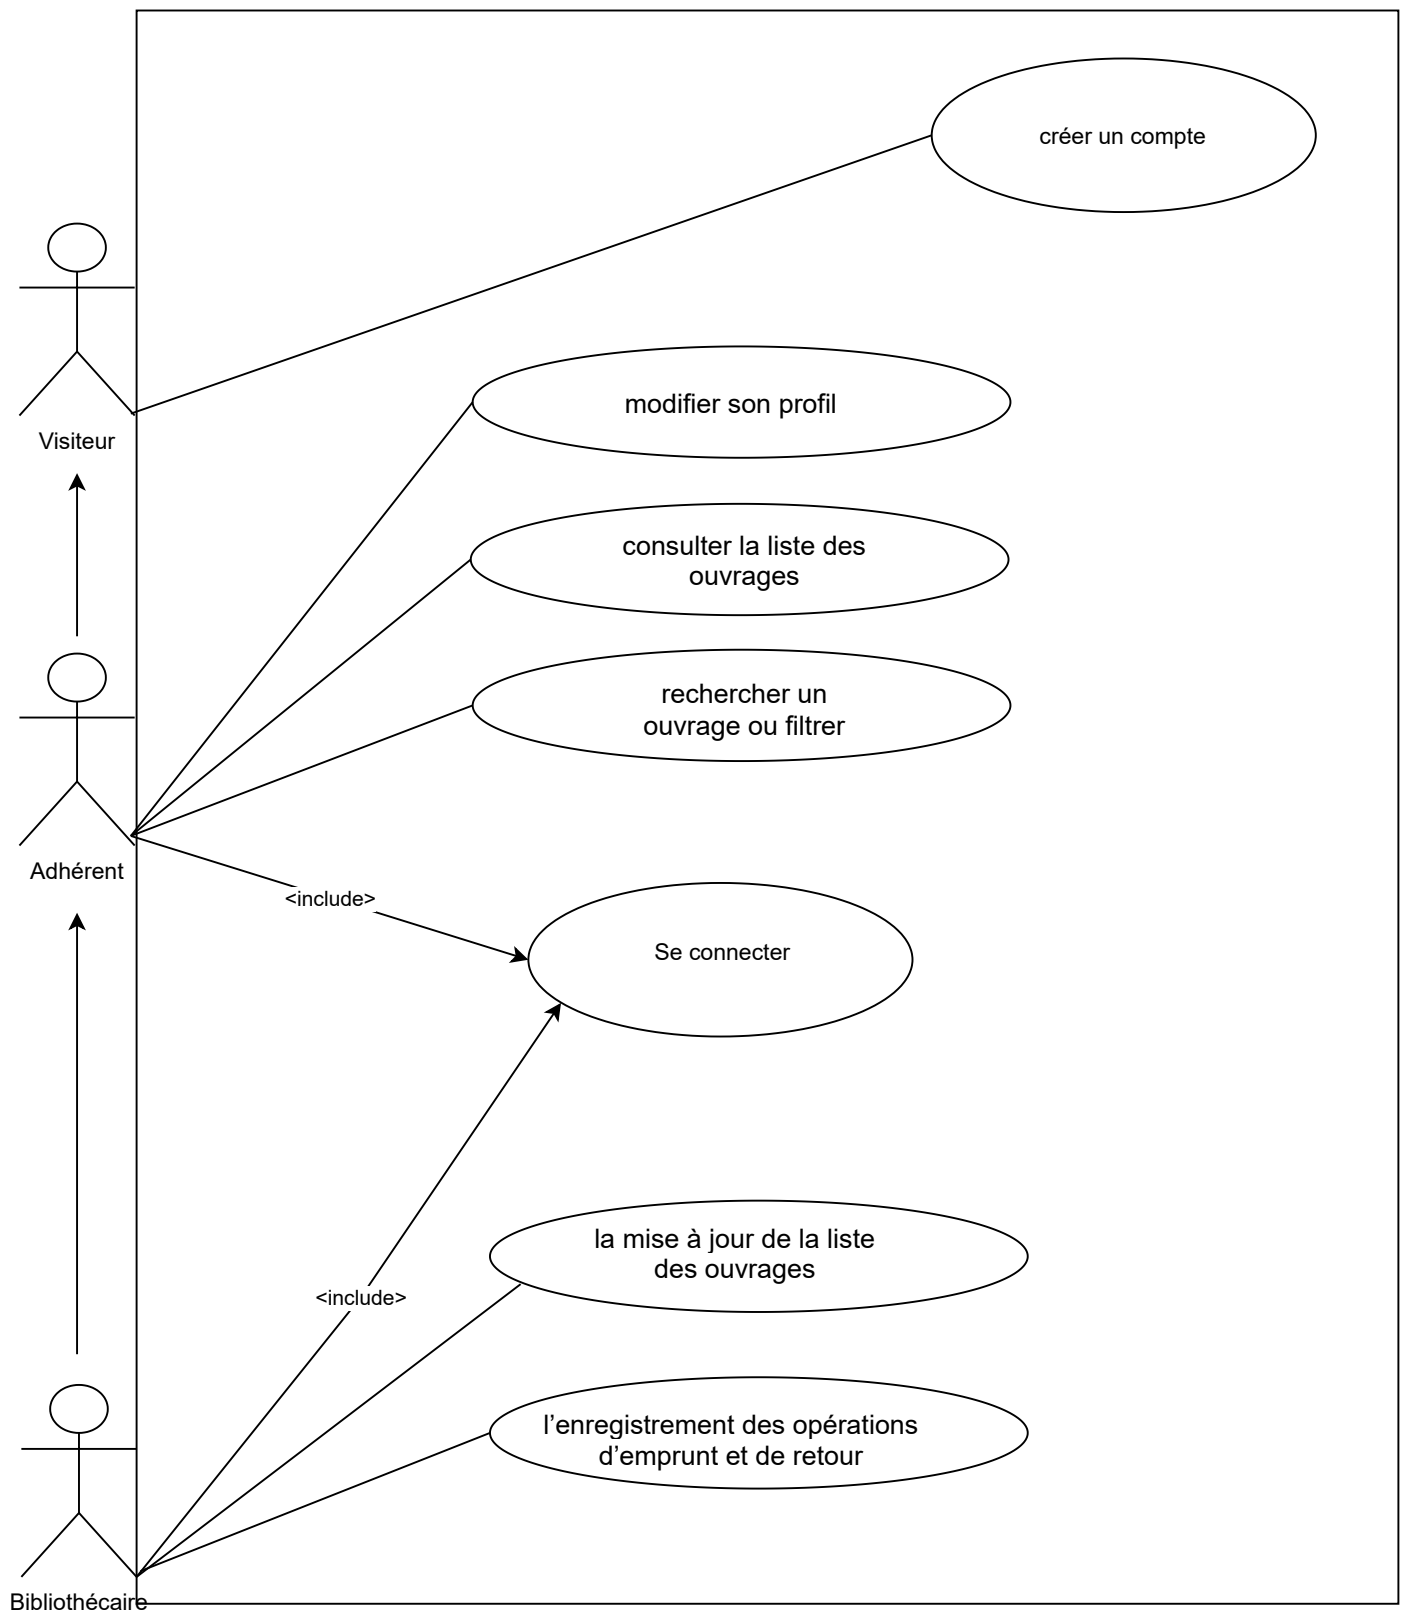 créer un compte
modifier son profil
Visiteur
consulter la liste des
ouvrages
rechercher un
ouvrage ou filtrer
Adhérent
<include>
Se connecter
la mise à jour de la liste
des ouvrages
<include>
l’enregistrement des opérations
d’emprunt et de retour
Bibliothécaire